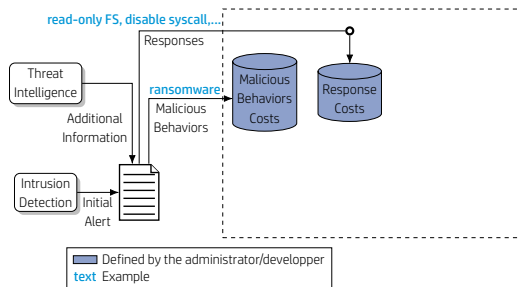 read-only FS, disable syscall,...
Responses
Threat
Intelligence
ransomware
Malicious
Behaviors
Additional
Information
Malicious
Behaviors
Costs
Response
Costs
Intrusion
Detection
Initial
Alert
Defined by the administrator/developper
text Example